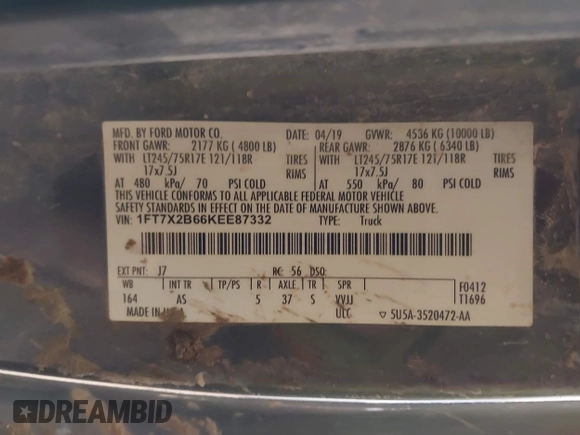 MFD. BY FORD MOTOR CO. DATE: 04/19 GVWR: 4536 KG (10000 LB)
FRONT GAWR: 2177 KG ( 4800 LB) REAR GAWR: 2876 KG ( 6340 LB)
WITH LT245/75R17E 121/118R TIRES WITH LT245/75R17E 121/118R TIRES
17x7.5J RIMS 17x7.5J RIMS
AT 480 kPa/ 70 PSI COLD AT 550 kPa/ 80 PSI COLD
THIS VEHICLE CONFORMS TO ALL APPLICABLE FEDERAL MOTOR VEHICLE
SAFETY STANDARDS IN EFFECT ON THE DATE OF MANUFACTURE SHOWN ABOVE.
VIN: 1FT7X2B66KEE87332 TYPE: Truck
EXT PNT: J7 RC: 56 DSO:
WB INT TR TP/PS R AXLE TR SPR F0412
164 AS 5 37 S VVJJ T1696
MADE IN U.S.A. ULC ▽ 5U5A-3520472-AA
DREAMBID